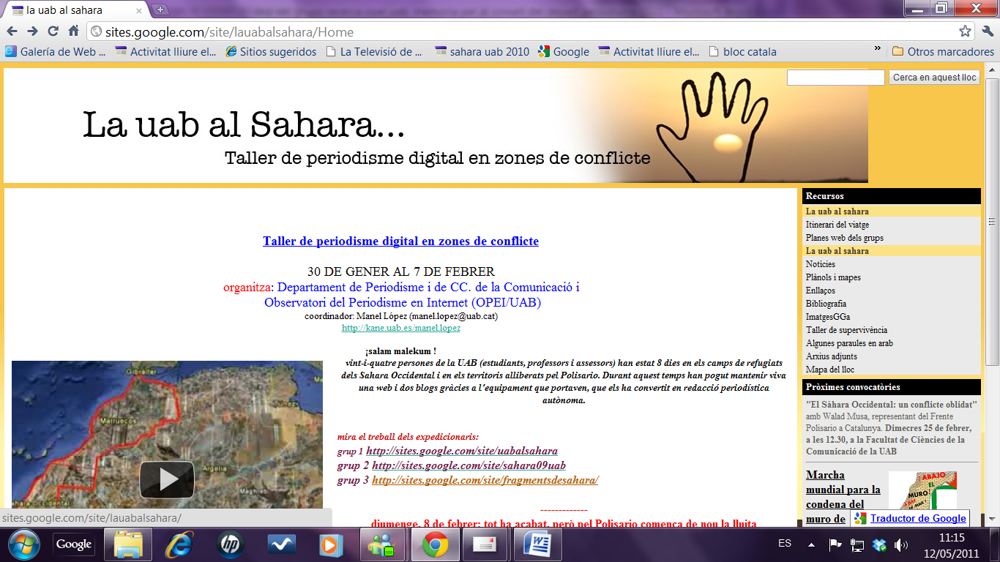 la uab al sahara
sites.google.com/site/lauabalsahara/Home
Galería de Web ... Activitat lliure el... Sitios sugeridos La Televisió de ... sahara uab 2010 Google Activitat lliure el... bloc catala » Otros marcadores
Cerca en aquest lloc
La uab al Sahara...
Taller de periodisme digital en zones de conflicte
Taller de periodisme digital en zones de conflicte
30 DE GENER AL 7 DE FEBRER
organitza: Departament de Periodisme i de CC. de la Comunicació i
Observatori del Periodisme en Internet (OPEI/UAB)
coordinador: Manel López (manel.lopez@uab.cat)
http://kane.uab.es/manel.lopez
¡salam malekum !
vint-i-quatre persones de la UAB (estudiants, professors i assessors) han estat 8 dies en els camps de refugiats
dels Sahara Occidental i en els territoris alliberats pel Polisario. Durant aquest temps han pogut mantenir viva
una web i dos blogs gràcies a l'equipament que portaven, que els ha convertit en redacció periodística
autònoma.
mira el treball dels expedicionaris:
grup 1 http://sites.google.com/site/uabalsahara
grup 2 http://sites.google.com/site/sahara09uab
grup 3 http://sites.google.com/site/fragmentsdesahara/
-------------
diumenge, 8 de febrer: tot ha acabat, però pel Polisario comença de nou la lluita
Gibraltar
Túnez
Marruecos
Algelia
Maghies
ahara Occidental
Recursos
La uab al sahara
Itinerari del viatge
Planes web dels grups
La uab al sahara
Noticies
Plànols i mapes
Enllaços
Bibliografia
ImatgesGGa
Taller de supervivència
Algunes paraules en arab
Arxius adjunts
Mapa del lloc
Pròximes convocatòries
"El Sàhara Occidental: un conflicte oblidat"
amb Walad Musa, representant del Frente
Polisario a Catalunya. Dimecres 25 de febrer,
a les 12.30, a la Facultat de Ciències de la
Comunicació de la UAB
Marcha
mundial para la
condena del
muro de
¡ABAJO
EL
MURO!
Traductor de Google
sites.google.com/site/lauabalsahara/
Google
hp
ES
11:15
12/05/2011